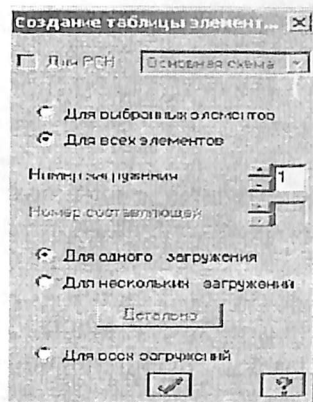 Создание таблицы элемент...
Для РСН Основная схема
Для выбранных элементов
Для всех элементов
Номер загружения 1
Номер составляющей
Для одного загружения
Для нескольких загружений
Детально
Для всех загружений
?